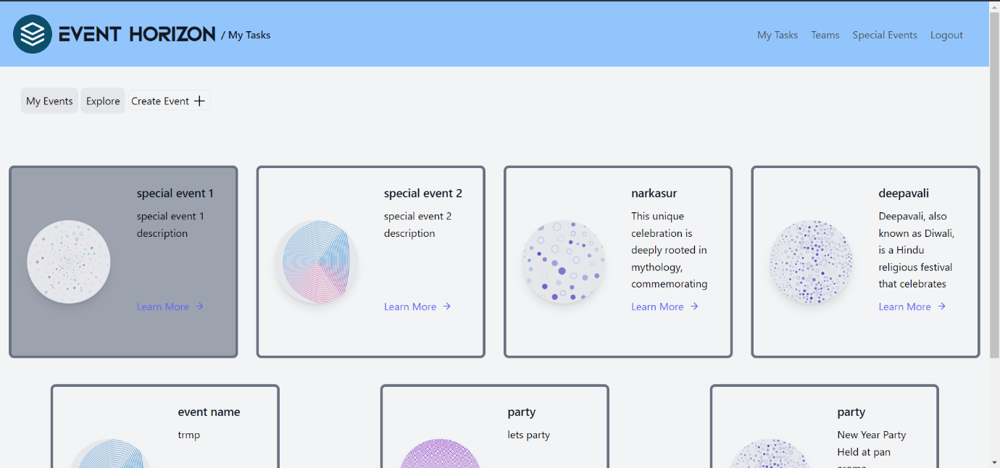 EVENT HORIZON / My Tasks
My Tasks Teams Special Events Logout
My Events Explore Create Event
special event 1
special event 1
description
Learn More →
special event 2
special event 2
description
Learn More →
narkasur
This unique
celebration is
deeply rooted in
mythology,
commemorating
Learn More →
deepavali
Deepavali, also
known as Diwali,
is a Hindu
religious festival
that celebrates
Learn More →
event name
trmp
party
lets party
party
New Year Party
Held at pan